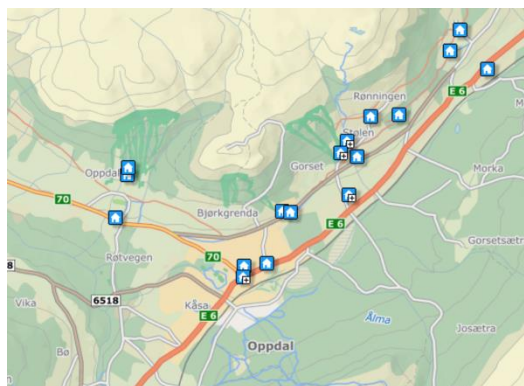 E 6
Rønningen
Stølen
Oppdal
Gorset
Morka
70
Bjørkgrenda
E 6
Gorsetsætr
Røtvegen
70
8
6518
Vika
Kåsa
E 6
Ålma
Jøsætra
Bø
Oppdal